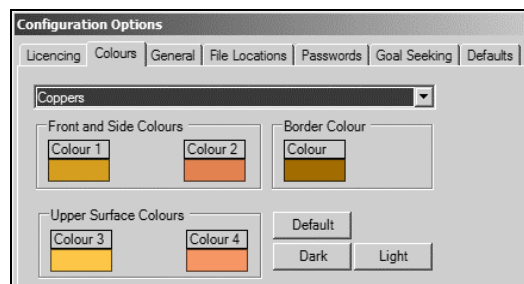 Configuration Options
Licencing Colours General File Locations Passwords Goal Seeking Defaults
Coppers
Front and Side Colours Border Colour
Colour 1 Colour 2 Colour
Upper Surface Colours
Default
Colour 3 Colour 4
Dark Light